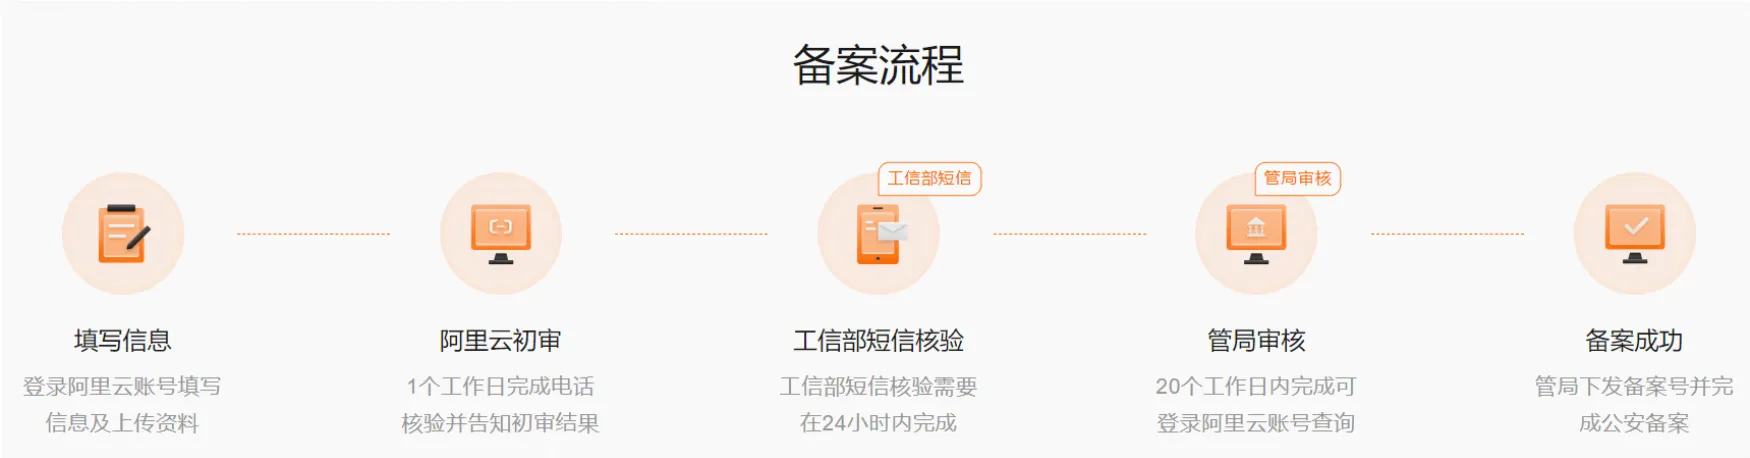 备案流程
工信部短信
管局审核
填写信息
阿里云初审
工信部短信核验
管局审核
备案成功
登录阿里云账号填写
信息及上传资料
1个工作日完成电话
核验并告知初审结果
工信部短信核验需要
在24小时内完成
20个工作日内完成可
登录阿里云账号查询
管局下发备案号并完
成公安备案